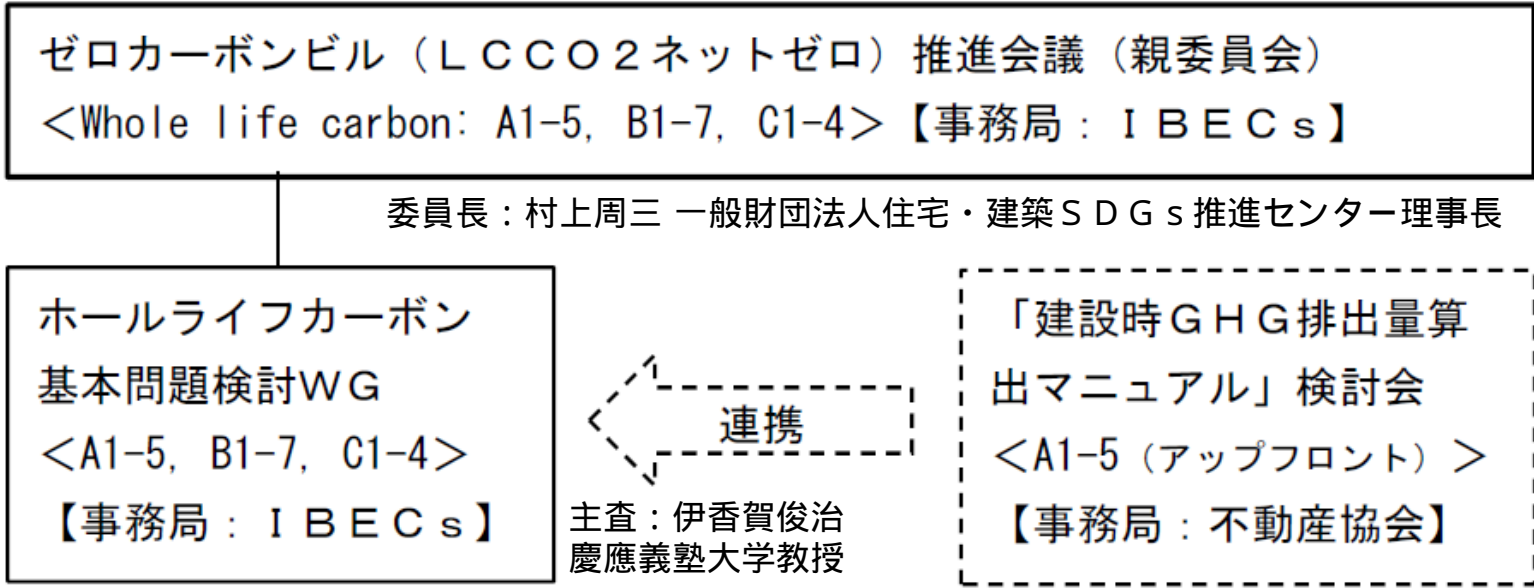 ゼロカーボンビル（ＬＣＣＯ２ネットゼロ）推進会議（親委員会）
＜Whole life carbon: A1-5, B1-7, C1-4＞【事務局：ＩＢＥＣｓ】
委員長：村上周三 一般財団法人住宅・建築ＳＤＧｓ推進センター理事長
ホールライフカーボン
基本問題検討ＷＧ
＜A1-5, B1-7, C1-4＞
【事務局：ＩＢＥＣｓ】
連携
主査：伊香賀俊治
慶應義塾大学教授
「建設時ＧＨＧ排出量算
出マニュアル」検討会
＜A1-5（アップフロント）＞
【事務局：不動産協会】